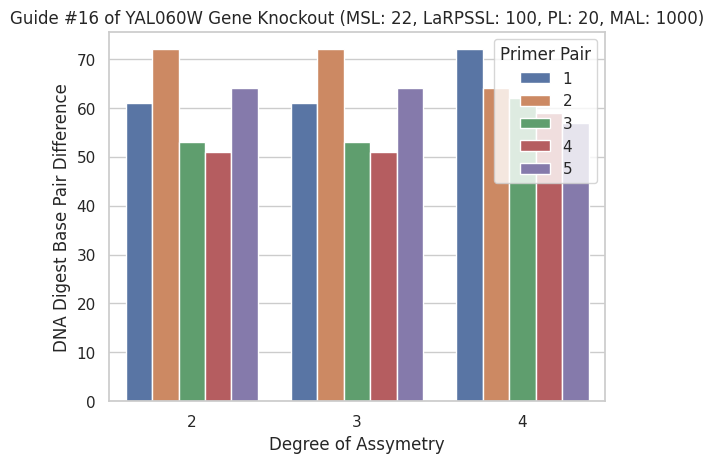 Guide #16 of YAL060W Gene Knockout (MSL: 22, LaRPSSL: 100, PL: 20, MAL: 1000)
Primer Pair
1
2
3
4
5
DNA Digest Base Pair Difference
70
60
50
40
30
20
10
0
2 3 4
Degree of Assymetry